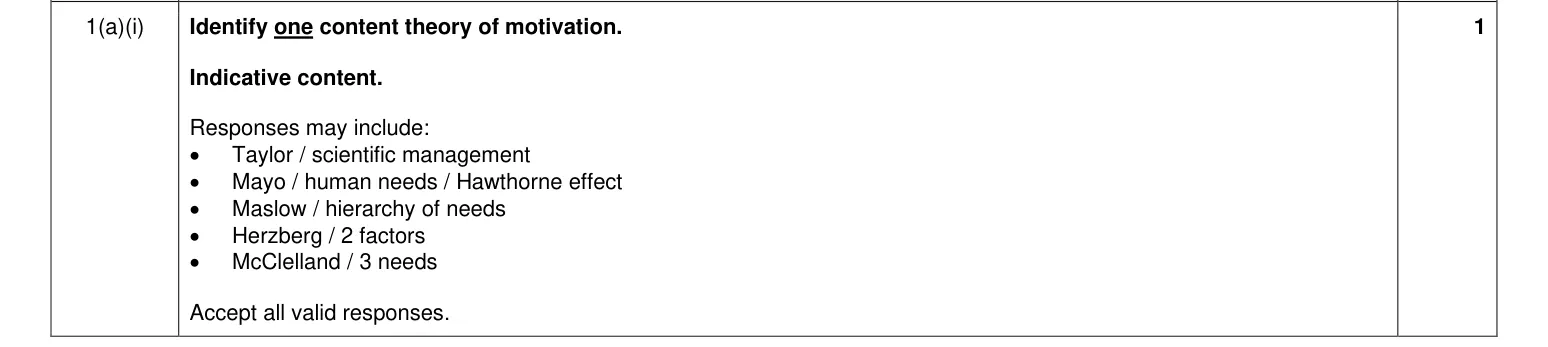 1(a)(i) Identify one content theory of motivation. 1
Indicative content.
Responses may include:
• Taylor / scientific management
• Mayo / human needs / Hawthorne effect
• Maslow / hierarchy of needs
• Herzberg / 2 factors
• McClelland / 3 needs
Accept all valid responses.